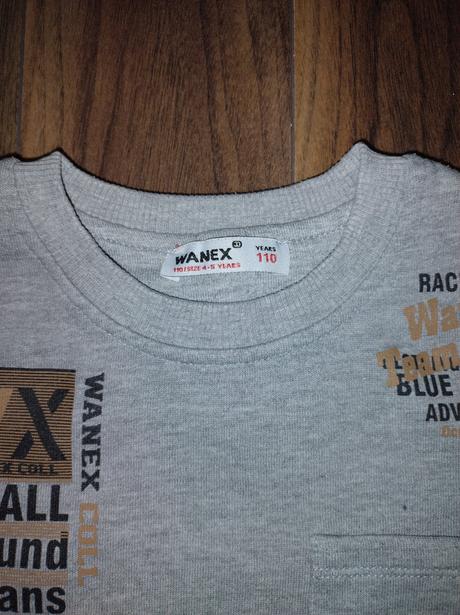 WANEX
YEARS
110
110 / SIZE 4-5 YEARS
RAC
Wa
Team
BLUE
ADV
X
X COLL
WANEX COLL
ALL
und
ans